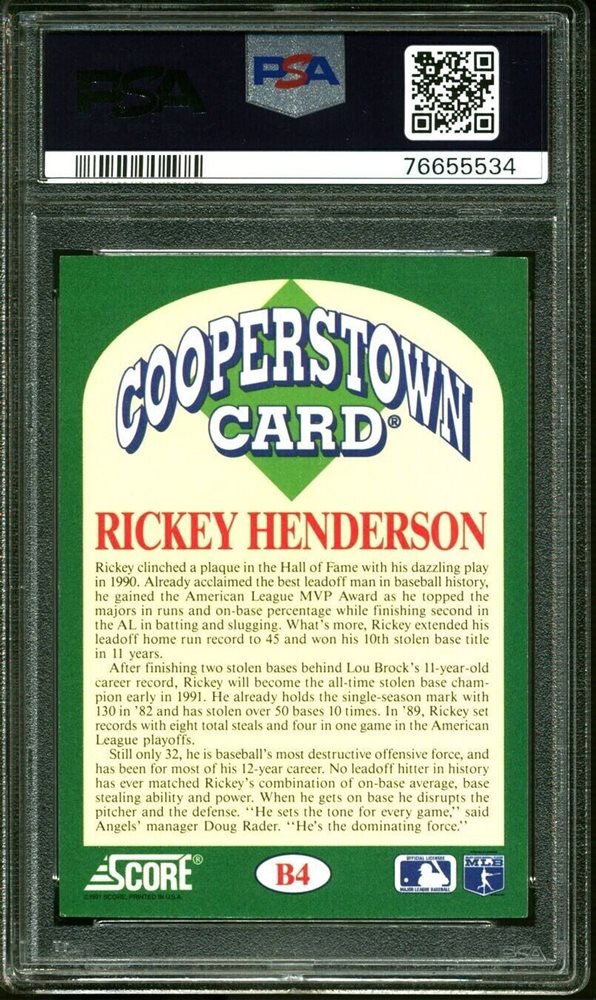 PSA
PSA
76655534
COOPERSTOWN
CARD®
RICKEY HENDERSON
Rickey clinched a plaque in the Hall of Fame with his dazzling play
in 1990. Already acclaimed the best leadoff man in baseball history,
he gained the American League MVP Award as he topped the
majors in runs and on-base percentage while finishing second in
the AL in batting and slugging. What's more, Rickey extended his
leadoff home run record to 45 and won his 10th stolen base title
in 11 years.
After finishing two stolen bases behind Lou Brock's 11-year-old
career record, Rickey will become the all-time stolen base cham-
pion early in 1991. He already holds the single-season mark with
130 in '82 and has stolen over 50 bases 10 times. In '89, Rickey set
records with eight total steals and four in one game in the American
League playoffs.
Still only 32, he is baseball's most destructive offensive force, and
has been for most of his 12-year career. No leadoff hitter in history
has ever matched Rickey's combination of on-base average, base
stealing ability and power. When he gets on base he disrupts the
pitcher and the defense. "He sets the tone for every game," said
Angels' manager Doug Rader. "He's the dominating force."
SCORE®
©1991 SCORE, PRINTED IN U.S.A.
B4
OFFICIAL LICENSEE
MAJOR LEAGUE BASEBALL
MLB
PSA